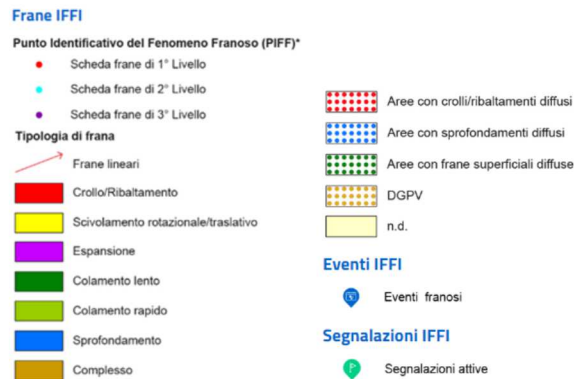 Frane IFFI
Punto Identificativo del Fenomeno Franoso (PIFF)*
Scheda frane di 1° Livello
Scheda frane di 2° Livello
Scheda frane di 3° Livello
Tipologia di frana
Frane lineari
Crollo/Ribaltamento
Scivolamento rotazionale/traslativo
Espansione
Colamento lento
Colamento rapido
Sprofondamento
Complesso
Aree con crolli/ribaltamenti diffusi
Aree con sprofondamenti diffusi
Aree con frane superficiali diffuse
DGPV
n.d.
Eventi IFFI
Eventi franosi
Segnalazioni IFFI
Segnalazioni attive